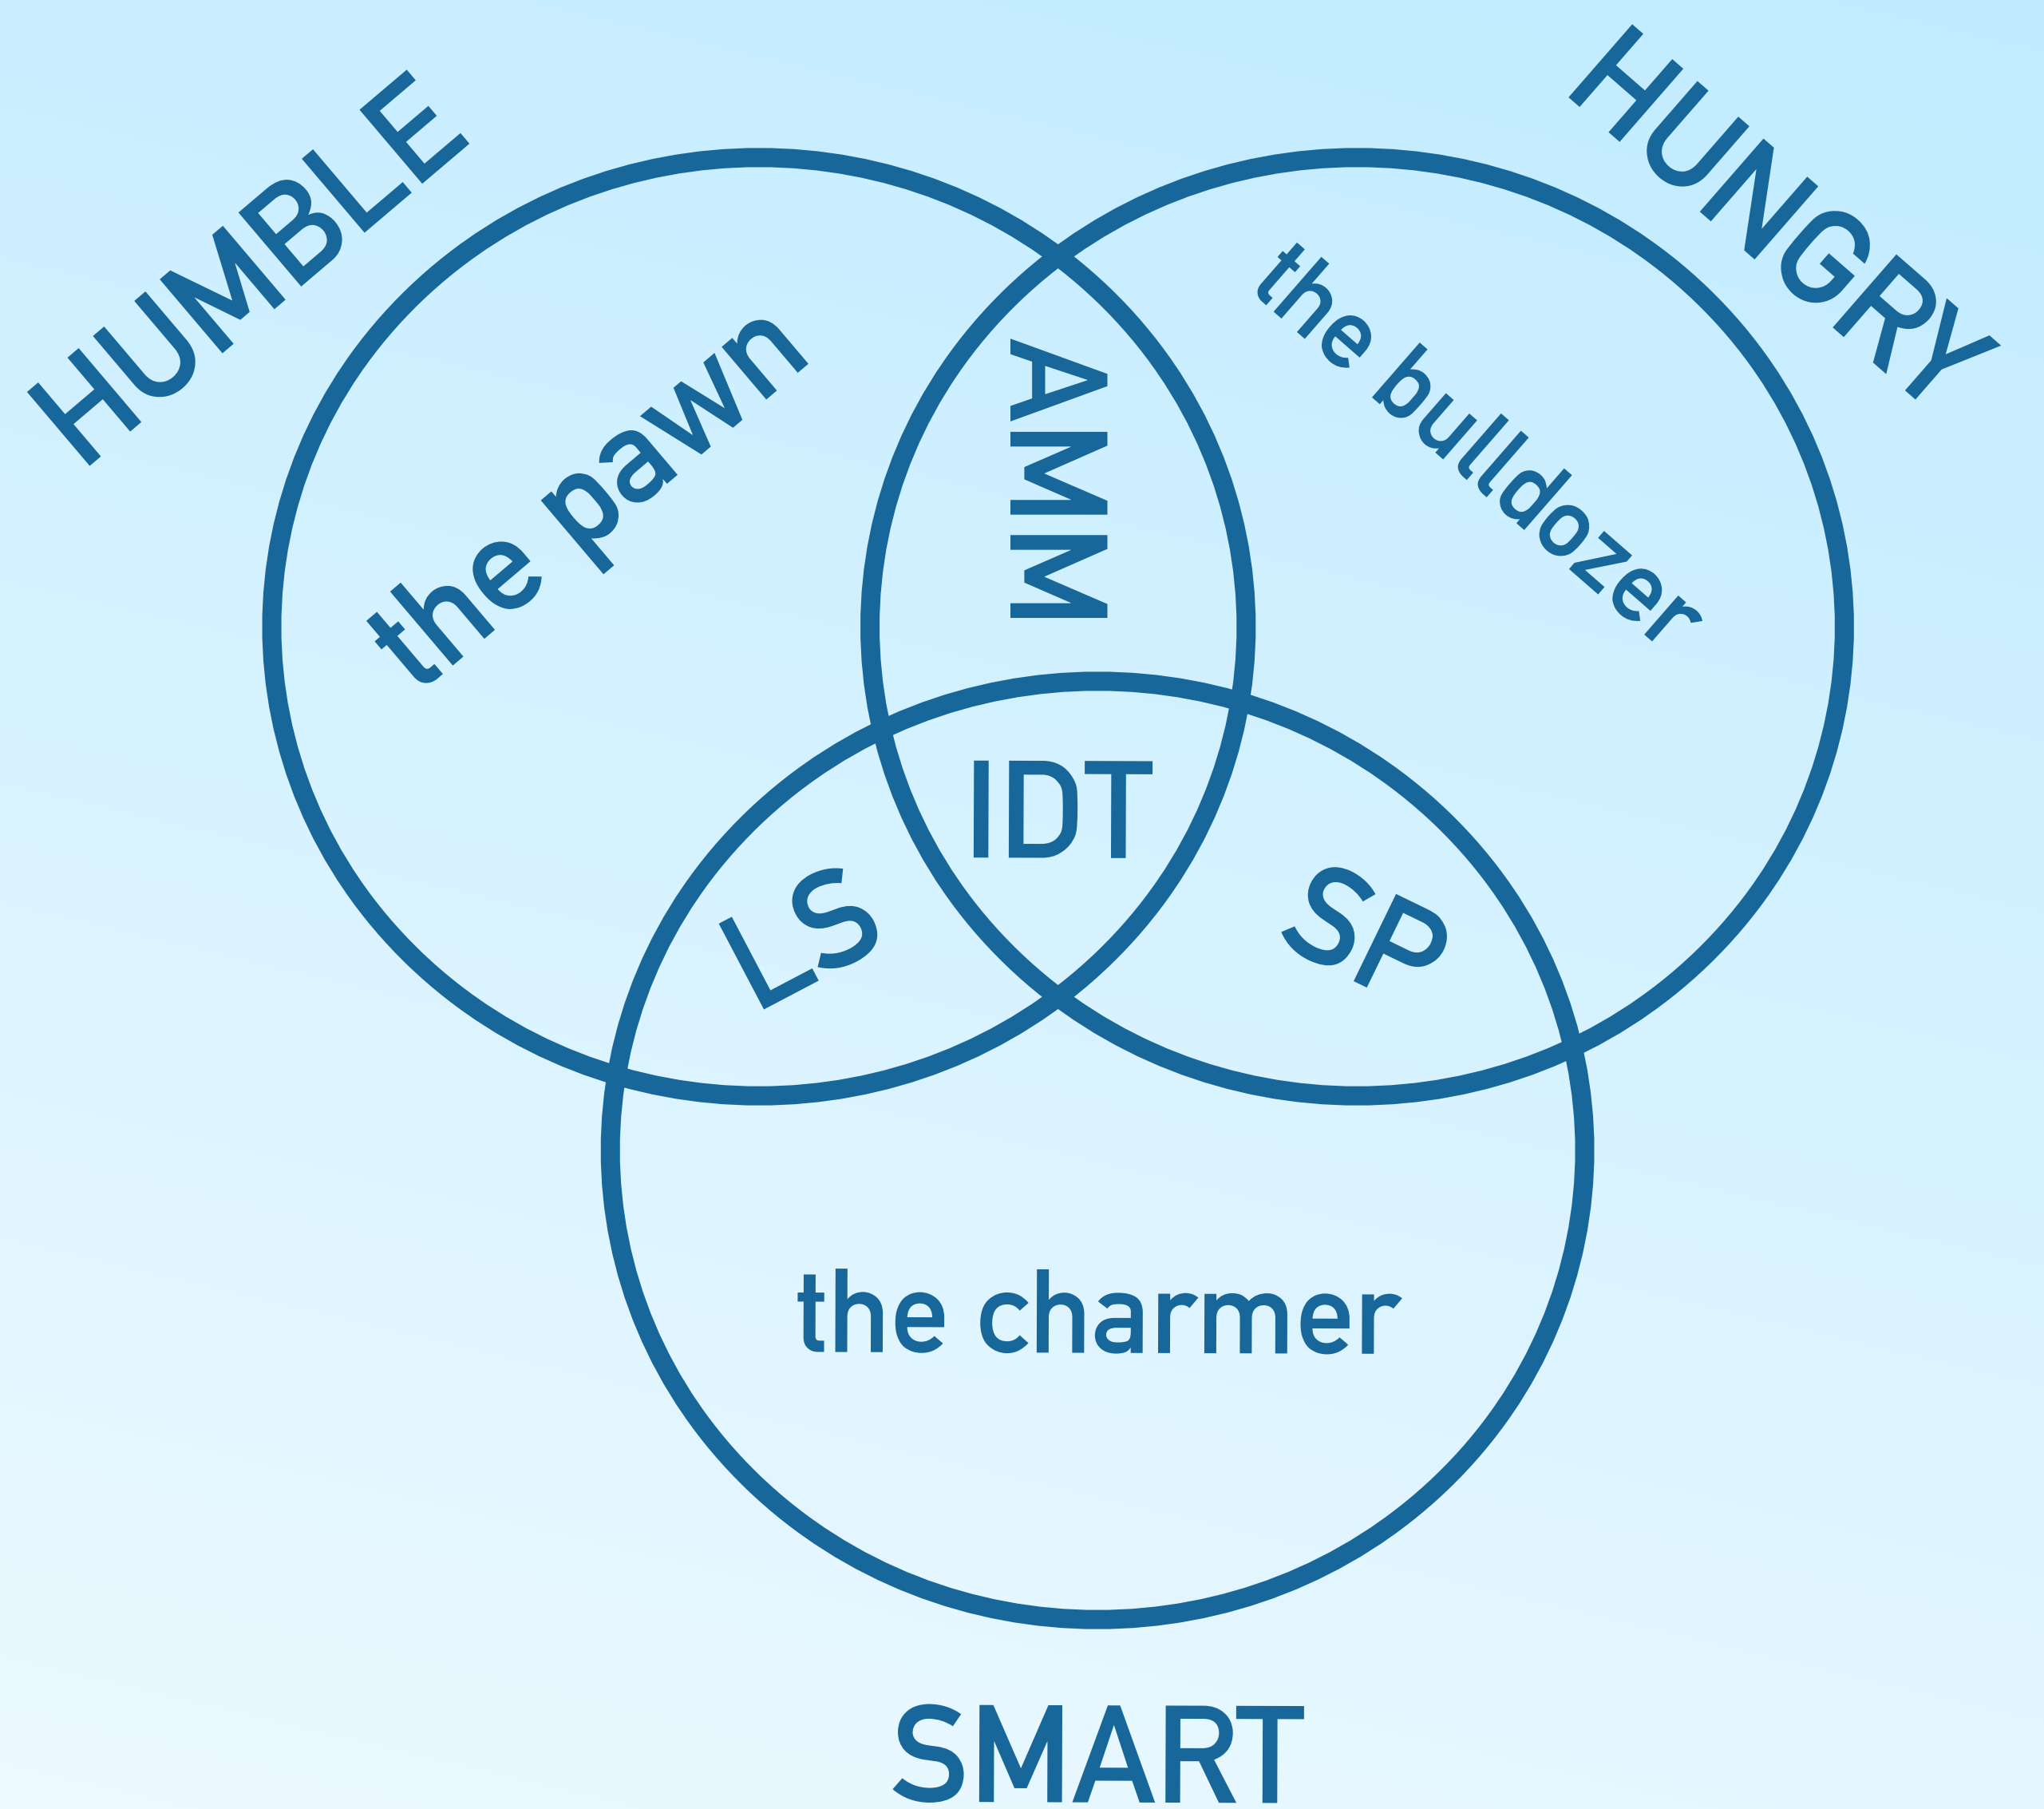 HUMBLE
HUNGRY
the pawn
AMM
the bulldozer
IDT
LS
SP
the charmer
SMART